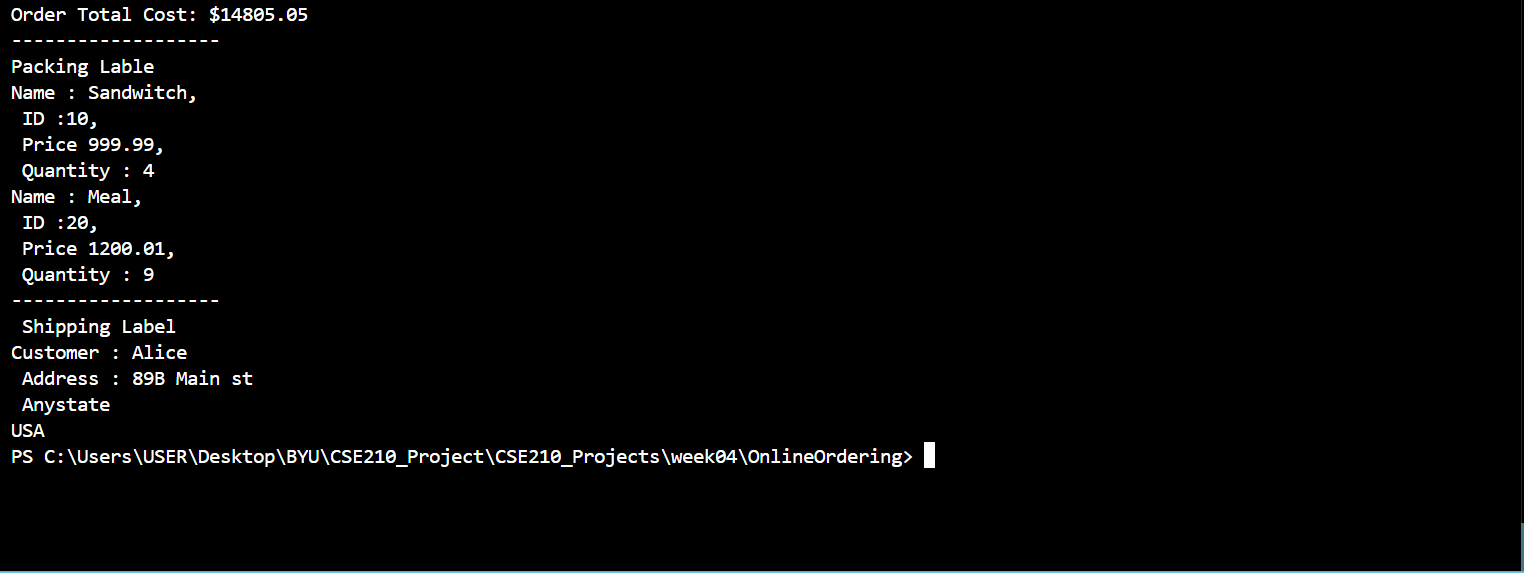 Order Total Cost: $14805.05
-------------------
Packing Lable
Name : Sandwitch,
 ID :10,
 Price 999.99,
 Quantity : 4
Name : Meal,
 ID :20,
 Price 1200.01,
 Quantity : 9
-------------------
 Shipping Label
Customer : Alice
 Address : 89B Main st
 Anystate
USA
PS C:\Users\USER\Desktop\BYU\CSE210_Project\CSE210_Projects\week04\OnlineOrdering>